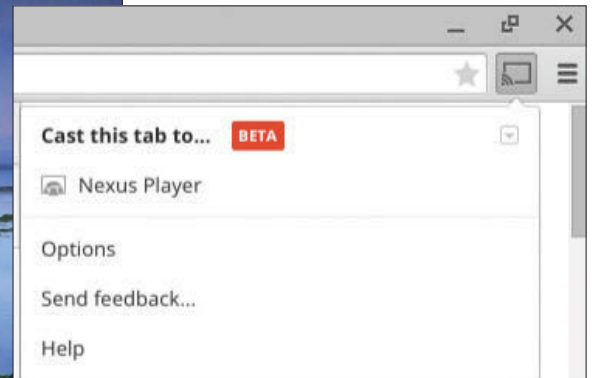 Cast this tab to... BETA
Nexus Player
Options
Send feedback...
Help